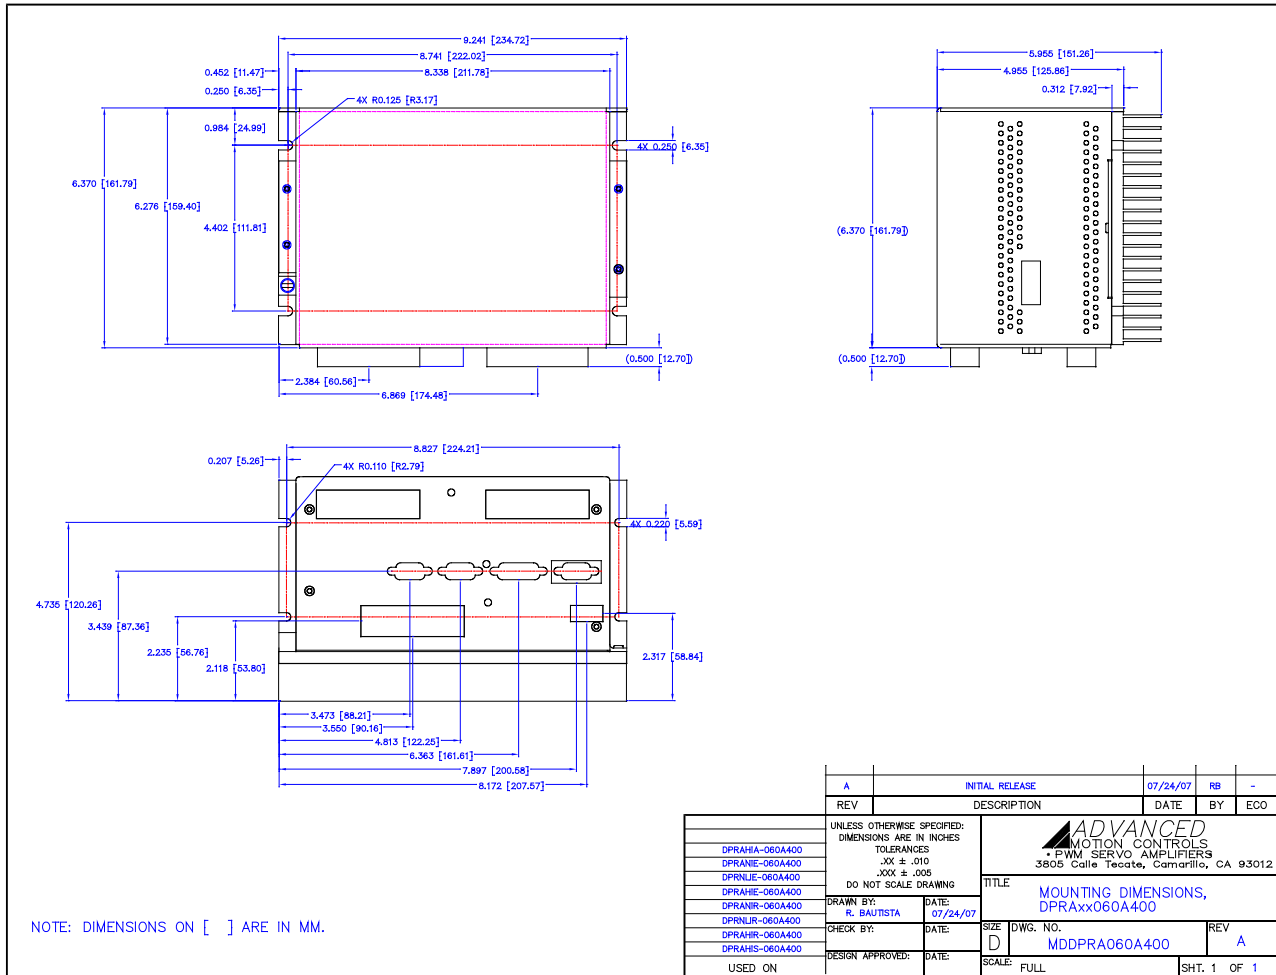 9.241 [234.72]
8.741 [222.02]
0.452 [11.47]
8.338 [211.78]
0.250 [6.35]
4X R0.125 [R3.17]
0.984 [24.99]
4X 0.250 [6.35]
6.370 [161.79]
6.276 [159.40]
4.402 [111.81]
(0.500 [12.70])
2.384 [60.56]
6.869 [174.48]
5.955 [151.26]
4.955 [125.86]
0.312 [7.92]
(6.370 [161.79])
(0.500 [12.70])
8.827 [224.21]
0.207 [5.26]
4X R0.110 [R2.79]
4X 0.220 [5.59]
4.735 [120.26]
3.439 [87.36]
2.235 [56.76]
2.118 [53.80]
2.317 [58.84]
3.473 [88.21]
3.550 [90.16]
4.813 [122.25]
6.363 [161.61]
7.897 [200.58]
8.172 [207.57]
NOTE: DIMENSIONS ON [ ] ARE IN MM.
A INITIAL RELEASE 07/24/07 RB -
REV DESCRIPTION DATE BY ECO
DPRAHIA-060A400
DPRANIE-060A400
DPRNLIE-060A400
DPRAHIE-060A400
DPRANIR-060A400
DPRNLIR-060A400
DPRAHIR-060A400
DPRAHIS-060A400
USED ON
UNLESS OTHERWISE SPECIFIED:
DIMENSIONS ARE IN INCHES
TOLERANCES
.XX ± .010
.XXX ± .005
DO NOT SCALE DRAWING
DRAWN BY: DATE:
R. BAUTISTA 07/24/07
CHECK BY: DATE:
DESIGN APPROVED: DATE:
ADVANCED
MOTION CONTROLS
• PWM SERVO AMPLIFIERS
3805 Calle Tecate, Camarillo, CA 93012
TITLE
MOUNTING DIMENSIONS,
DPRAxx060A400
SIZE DWG. NO. REV
D MDDPRA060A400 A
SCALE: FULL SHT. 1 OF 1